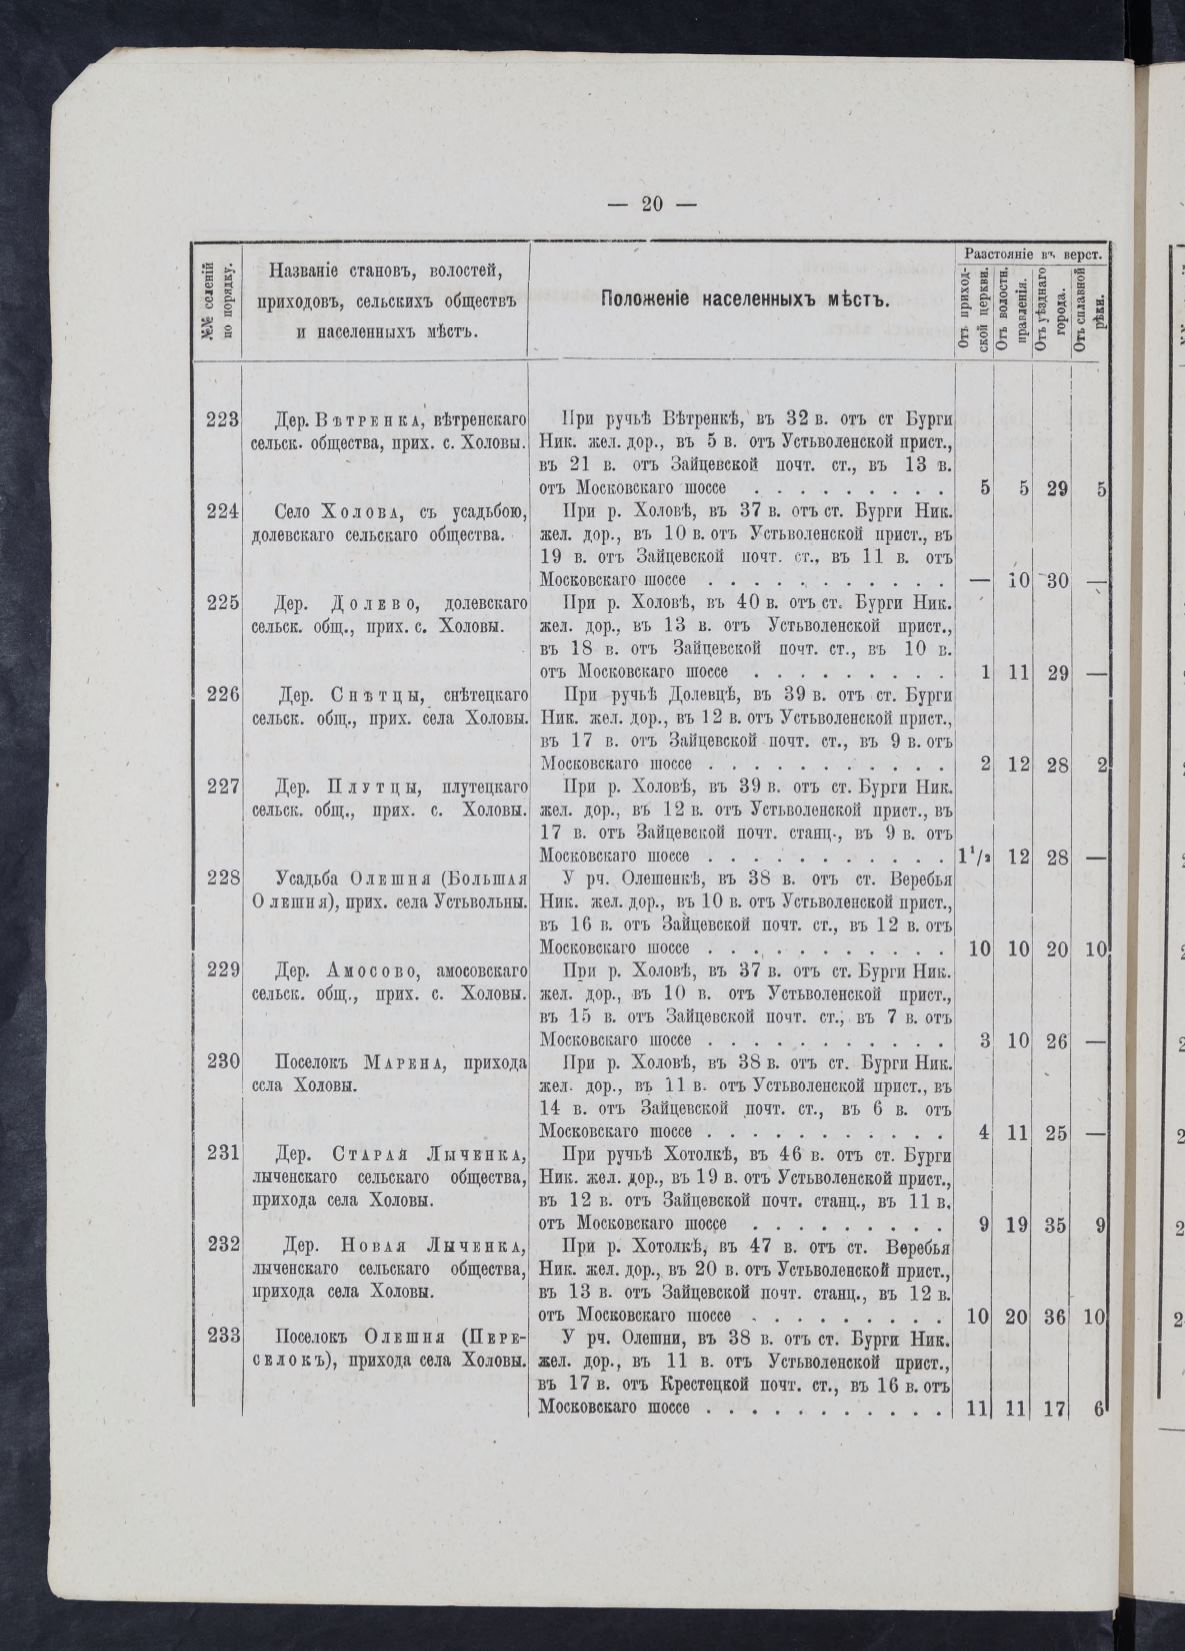 — 20 —
№№ селеній по порядку.
Названіе становъ, волостей,
приходовъ, сельскихъ обществъ
и населенныхъ мѣстъ.
Положеніе населенныхъ мѣстъ.
Разстояніе въ верст.
Отъ приход-
ской церкви.
Отъ волостн.
правленія.
Отъ уѣзднаго
города.
Отъ сплавной
рѣки.
223 Дер. Вѣтренка, вѣтренскаго
сельск. общества, прих. с. Холовы.
При ручьѣ Вѣтренкѣ, въ 32 в. отъ ст Бурги
Ник. жел. дор., въ 5 в. отъ Устьволенской прист.,
въ 21 в. отъ Зайцевской почт. ст., въ 13 в.
отъ Московскаго шоссе . . . . . . . . . 5 5 29 5
224 Село Холова, съ усадьбою,
долевскаго сельскаго общества.
При р. Холовѣ, въ 37 в. отъ ст. Бурги Ник.
жел. дор., въ 10 в. отъ Устьволенской прист., въ
19 в. отъ Зайцевской почт. ст., въ 11 в. отъ
Московскаго шоссе . . . . . . . . . . . — 10 30 —
225 Дер. Долево, долевскаго
сельск. общ., прих. с. Холовы.
При р. Холовѣ, въ 40 в. отъ ст. Бурги Ник.
жел. дор., въ 13 в. отъ Устьволенской прист.,
въ 18 в. отъ Зайцевской почт. ст., въ 10 в.
отъ Московскаго шоссе . . . . . . . . . 1 11 29 —
226 Дер. Снѣтцы, снѣтецкаго
сельск. общ., прих. села Холовы.
При ручьѣ Долевцѣ, въ 39 в. отъ ст. Бурги
Ник. жел. дор., въ 12 в. отъ Устьволенской прист.,
въ 17 в. отъ Зайцевской почт. ст., въ 9 в. отъ
Московскаго шоссе . . . . . . . . . . . 2 12 28 2
227 Дер. Плутцы, плутецкаго
сельск. общ., прих. с. Холовы.
При р. Холовѣ, въ 39 в. отъ ст. Бурги Ник.
жел. дор., въ 12 в. отъ Устьволенской прист., въ
17 в. отъ Зайцевской почт. станц., въ 9 в. отъ
Московскаго шоссе . . . . . . . . . . . 1½ 12 28 —
228 Усадьба Олешня (Большая
Олешня), прих. села Устьвольны.
У рч. Олешенкѣ, въ 38 в. отъ ст. Веребья
Ник. жел. дор., въ 10 в. отъ Устьволенской прист.,
въ 16 в. отъ Зайцевской почт. ст., въ 12 в. отъ
Московскаго шоссе . . . . . . . . . . . 10 10 20 10
229 Дер. Амосово, амосовскаго
сельск. общ., прих. с. Холовы.
При р. Холовѣ, въ 37 в. отъ ст. Бурги Ник.
жел. дор., въ 10 в. отъ Устьволенской прист.,
въ 15 в. отъ Зайцевской почт. ст., въ 7 в. отъ
Московскаго шоссе . . . . . . . . . . . 3 10 26 —
230 Поселокъ Марена, прихода
села Холовы.
При р. Холовѣ, въ 38 в. отъ ст. Бурги Ник.
жел. дор., въ 11 в. отъ Устьволенской прист., въ
14 в. отъ Зайцевской почт. ст., въ 6 в. отъ
Московскаго шоссе . . . . . . . . . . . 4 11 25 —
231 Дер. Старая Лыченка,
лыченскаго сельскаго общества,
прихода села Холовы.
При ручьѣ Хотолкѣ, въ 46 в. отъ ст. Бурги
Ник. жел. дор., въ 19 в. отъ Устьволенской прист.,
въ 12 в. отъ Зайцевской почт. станц., въ 11 в.
отъ Московскаго шоссе . . . . . . . . . 9 19 35 9
232 Дер. Новая Лыченка,
лыченскаго сельскаго общества,
прихода села Холовы.
При р. Хотолкѣ, въ 47 в. отъ ст. Веребья
Ник. жел. дор., въ 20 в. отъ Устьволенской прист.,
въ 13 в. отъ Зайцевской почт. станц., въ 12 в.
отъ Московскаго шоссе . . . . . . . . . 10 20 36 10
233 Поселокъ Олешня (Пере-
селокъ), прихода села Холовы.
У рч. Олешни, въ 38 в. отъ ст. Бурги Ник.
жел. дор., въ 11 в. отъ Устьволенской прист.,
въ 17 в. отъ Крестецкой почт. ст., въ 16 в. отъ
Московскаго шоссе . . . . . . . . . . . 11 11 17 6